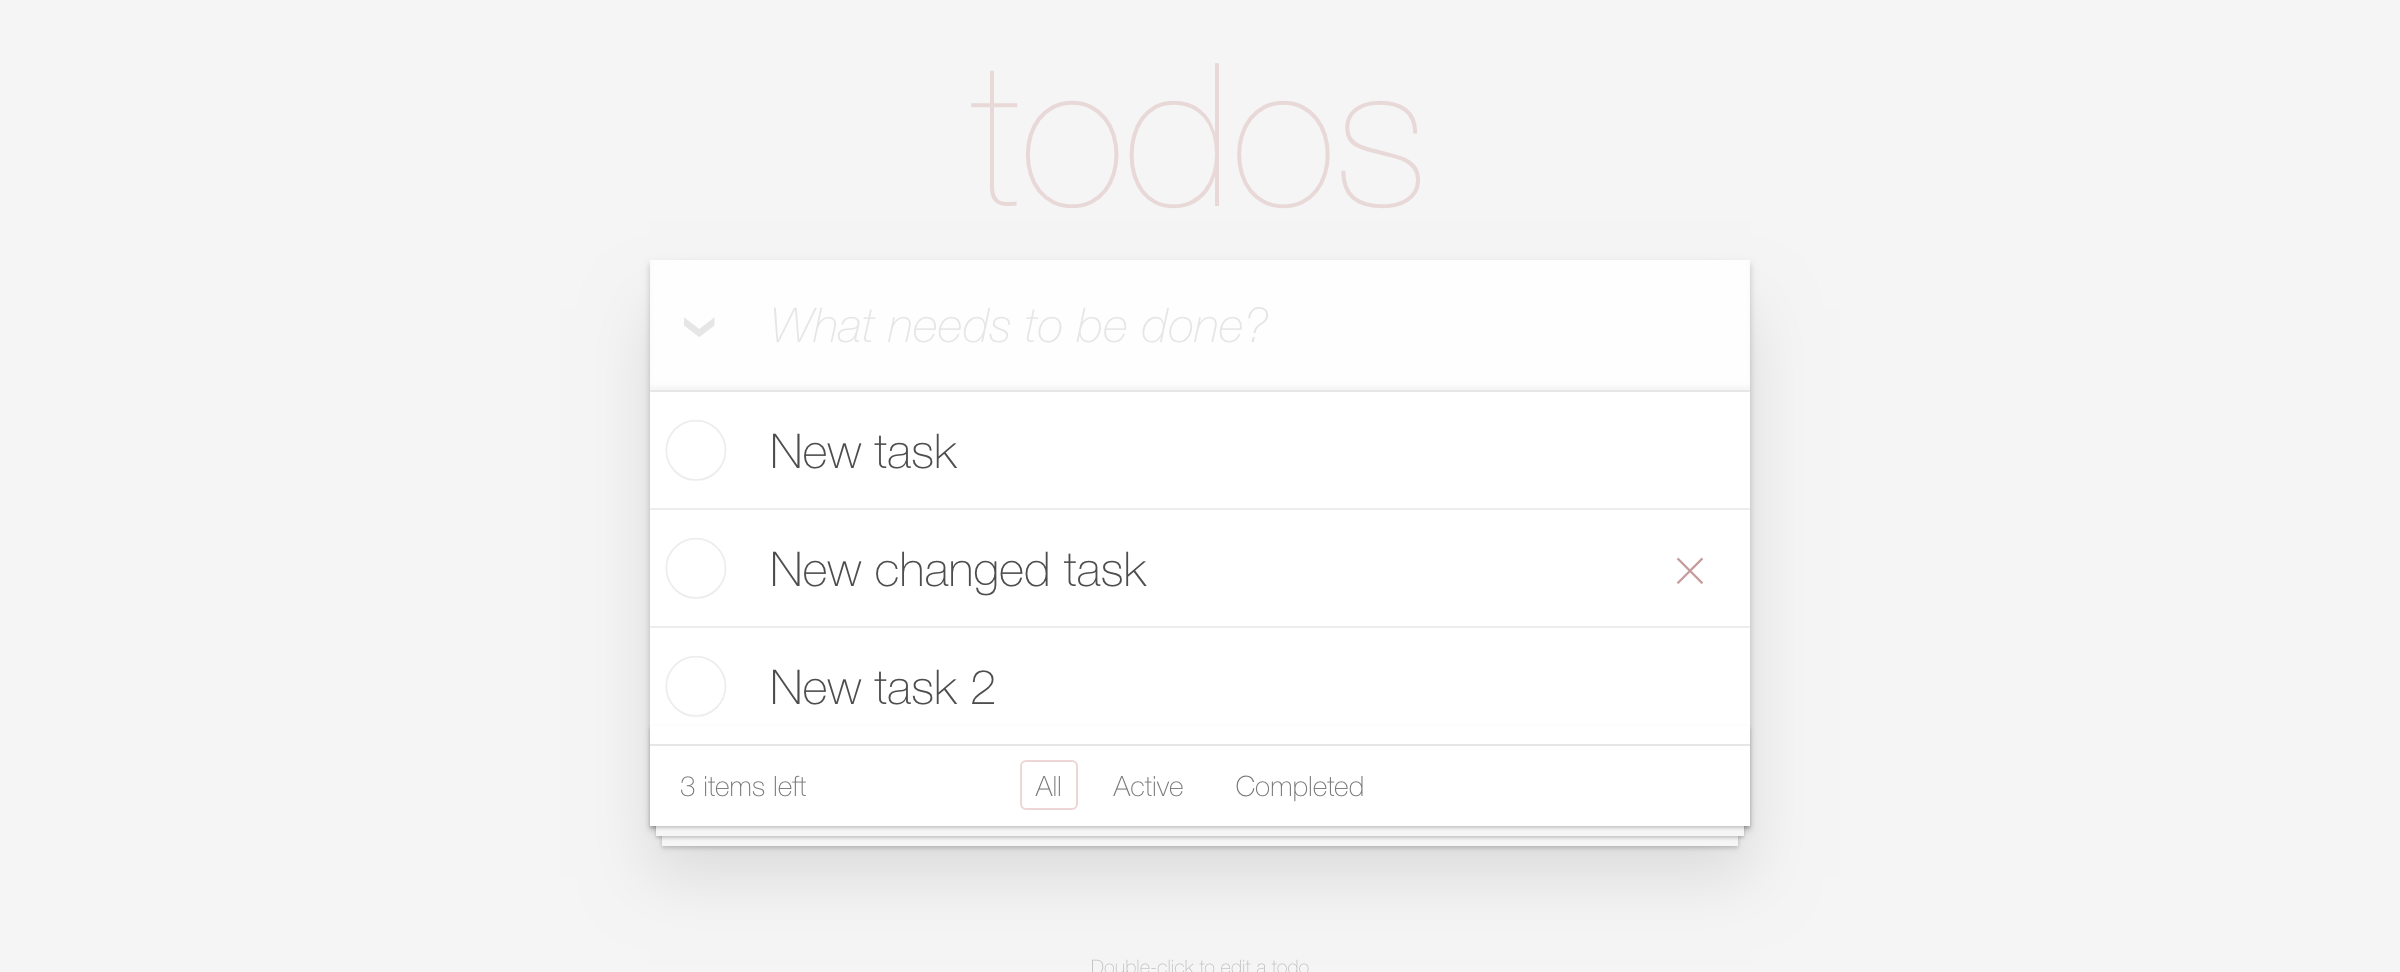 todos
What needs to be done?
New task
New changed task
New task 2
3 items left All Active Completed
Double-click to edit a todo